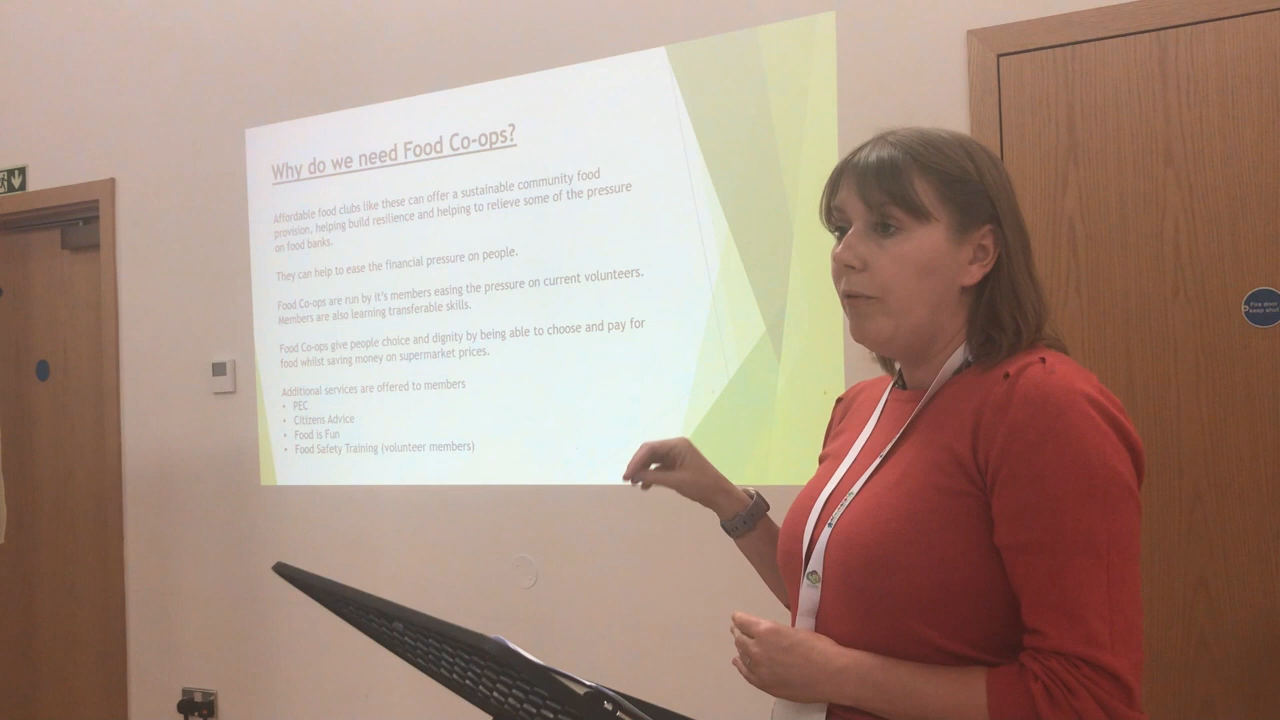 Why do we need Food Co-ops?
Affordable food clubs like these can offer a sustainable community food
provision, helping build resilience and helping to relieve some of the pressure
on food banks.
They can help to ease the financial pressure on people.
Food Co-ops are run by it's members easing the pressure on current volunteers.
Members are also learning transferable skills.
Food Co-ops give people choice and dignity by being able to choose and pay for
food whilst saving money on supermarket prices.
Additional services are offered to members
• PEC
• Citizens Advice
• Food is Fun
• Food Safety Training (volunteer members)
Fire door
keep shut